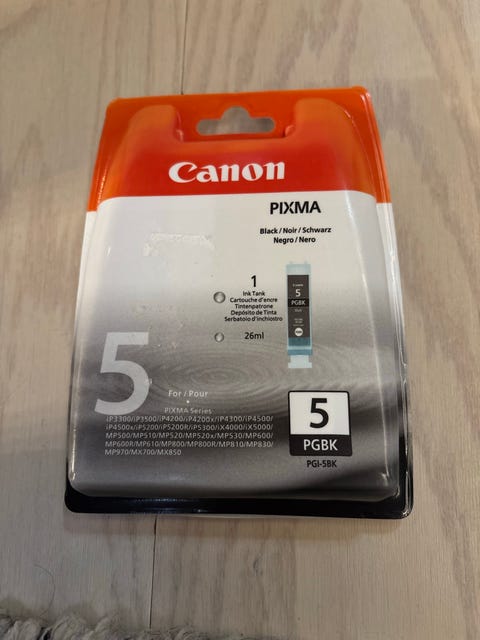 Canon
PIXMA
Black / Noir / Schwarz
Negro / Nero
1
Ink Tank
Cartouche d'encre
Tintenpatrone
Depósito de Tinta
Serbatoio d'inchiostro
26ml
5
PGBK
5
For / Pour
PIXMA Series
iP3300/iP3500/iP4200/iP4200x/iP4300/iP4500/
iP4500x/iP5200/iP5200R/iP5300/iX4000/iX5000/
MP500/MP510/MP520/MP520x/MP530/MP600/
MP600R/MP610/MP800/MP800R/MP810/MP830/
MP970/MX700/MX850
5
PGBK
PGI-5BK